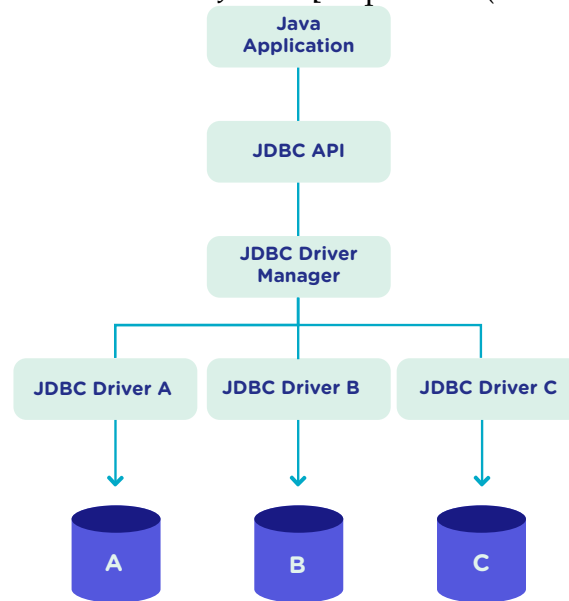 Java
Application
JDBC API
JDBC Driver
Manager
JDBC Driver A
JDBC Driver B
JDBC Driver C
A
B
C